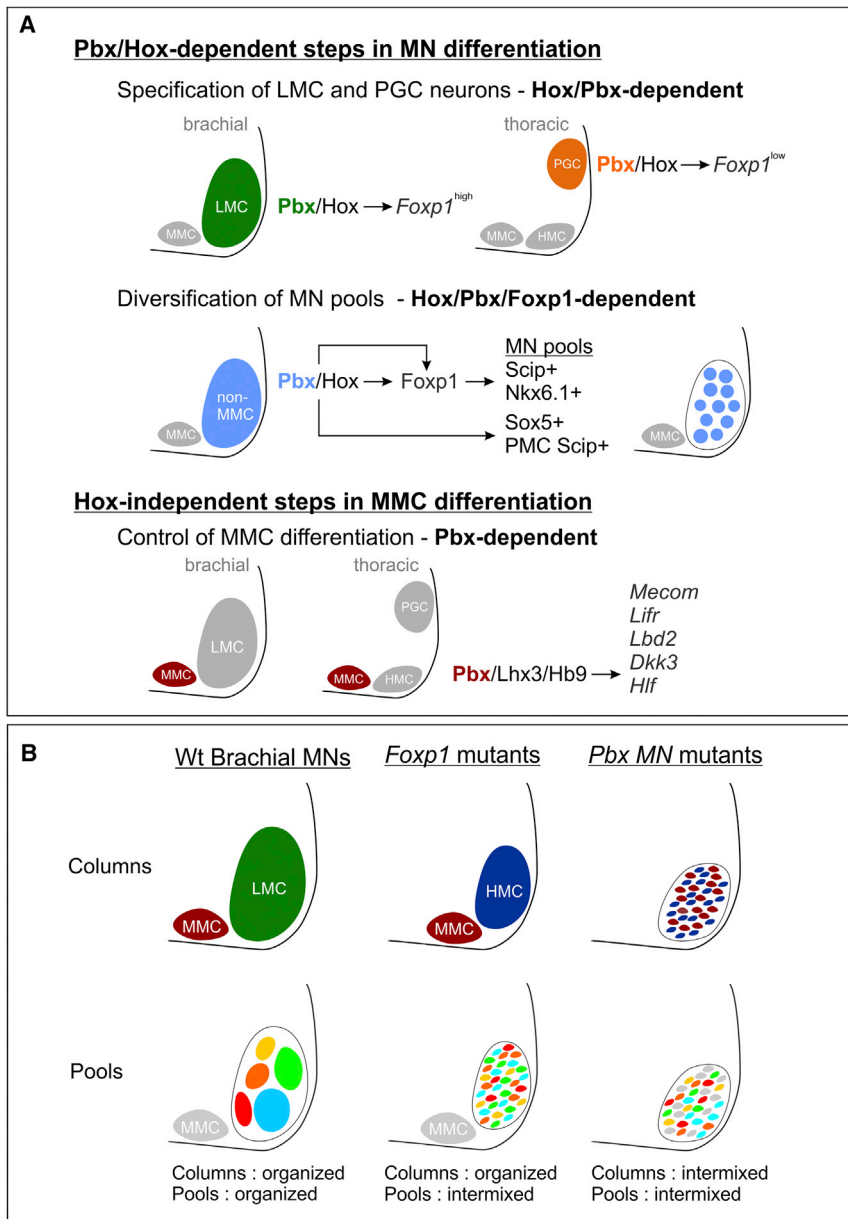 A
Pbx/Hox-dependent steps in MN differentiation
Specification of LMC and PGC neurons - Hox/Pbx-dependent
brachial
thoracic
LMC
MMC
Pbx/Hox → Foxp1high
PGC
MMC
HMC
Pbx/Hox → Foxp1low
Diversification of MN pools - Hox/Pbx/Foxp1-dependent
non-
MMC
MMC
Pbx/Hox → Foxp1 →
MN pools
Scip+
Nkx6.1+
Sox5+
PMC Scip+
MMC
Hox-independent steps in MMC differentiation
Control of MMC differentiation - Pbx-dependent
brachial
thoracic
LMC
MMC
PGC
MMC
HMC
Pbx/Lhx3/Hb9 →
Mecom
Lifr
Lbd2
Dkk3
Hlf
B
Wt Brachial MNs
Foxp1 mutants
Pbx MN mutants
Columns
LMC
MMC
HMC
MMC
Pools
MMC
MMC
Columns : organized
Pools : organized
Columns : organized
Pools : intermixed
Columns : intermixed
Pools : intermixed